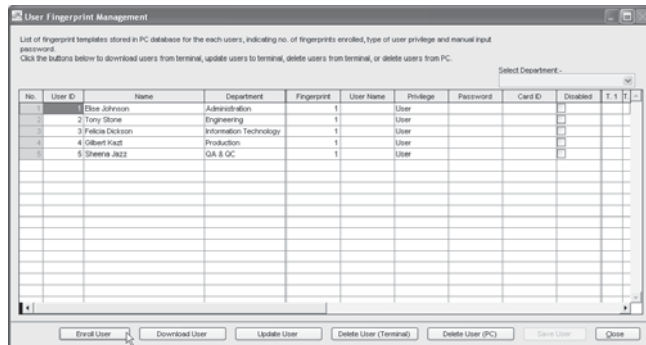 User Fingerprint Management
List of fingerprint templates stored in PC database for the each users, indicating no. of fingerprints enrolled, type of user privilege and manual input
password.
Click the buttons below to download users from terminal, update users to terminal, delete users from terminal, or delete users from PC.
Select Department:-
No. User ID Name Department Fingerprint User Name Privilege Password Card ID Disabled T. 1 T.
1 1 Elise Johnson Administration 1 User
2 2 Tony Stone Engineering 1 User
3 3 Felicia Dickson Information Technology 1 User
4 4 Gilbert Kazt Production 1 User
5 5 Sheena Jazz QA & QC 1 User
Enroll User Download User Update User Delete User (Terminal) Delete User (PC) Save User Close